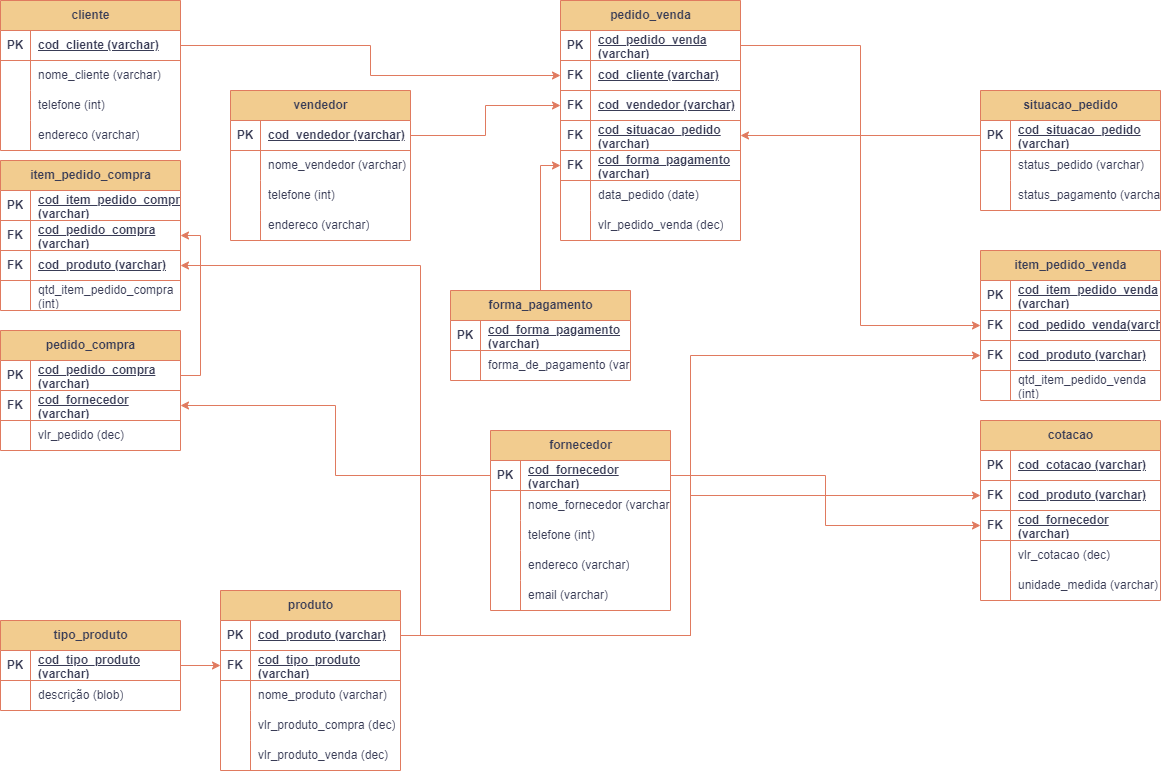 cliente
PK cod_cliente (varchar)
nome_cliente (varchar)
telefone (int)
endereco (varchar)
item_pedido_compra
PK cod_item_pedido_compr
(varchar)
FK cod_pedido_compra
(varchar)
FK cod_produto (varchar)
qtd_item_pedido_compra
(int)
pedido_compra
PK cod_pedido_compra
(varchar)
FK cod_fornecedor
(varchar)
vlr_pedido (dec)
tipo_produto
PK cod_tipo_produto
(varchar)
descrição (blob)
vendedor
PK cod_vendedor (varchar)
nome_vendedor (varchar)
telefone (int)
endereco (varchar)
produto
PK cod_produto (varchar)
FK cod_tipo_produto
(varchar)
nome_produto (varchar)
vlr_produto_compra (dec)
vlr_produto_venda (dec)
pedido_venda
PK cod_pedido_venda
(varchar)
FK cod_cliente (varchar)
FK cod_vendedor (varchar)
FK cod_situacao_pedido
(varchar)
FK cod_forma_pagamento
(varchar)
data_pedido (date)
vlr_pedido_venda (dec)
forma_pagamento
PK cod_forma_pagamento
(varchar)
forma_de_pagamento (var
fornecedor
PK cod_fornecedor
(varchar)
nome_fornecedor (varchar
telefone (int)
endereco (varchar)
email (varchar)
situacao_pedido
PK cod_situacao_pedido
(varchar)
status_pedido (varchar)
status_pagamento (varcha
item_pedido_venda
PK cod_item_pedido_venda
(varchar)
FK cod_pedido_venda(varch
FK cod_produto (varchar)
qtd_item_pedido_venda
(int)
cotacao
PK cod_cotacao (varchar)
FK cod_produto (varchar)
FK cod_fornecedor
(varchar)
vlr_cotacao (dec)
unidade_medida (varchar)